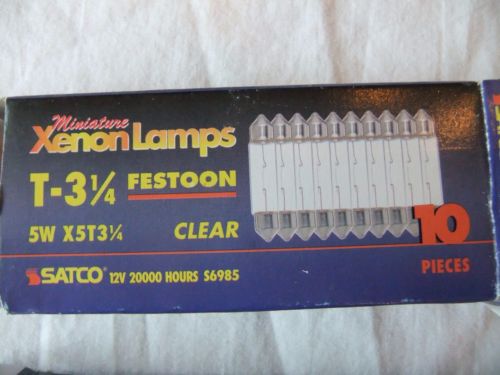 Miniature
Xenon Lamps
T-3¼ FESTOON
5W X5T3¼ CLEAR
10
PIECES
SATCO® 12V 20000 HOURS S6985